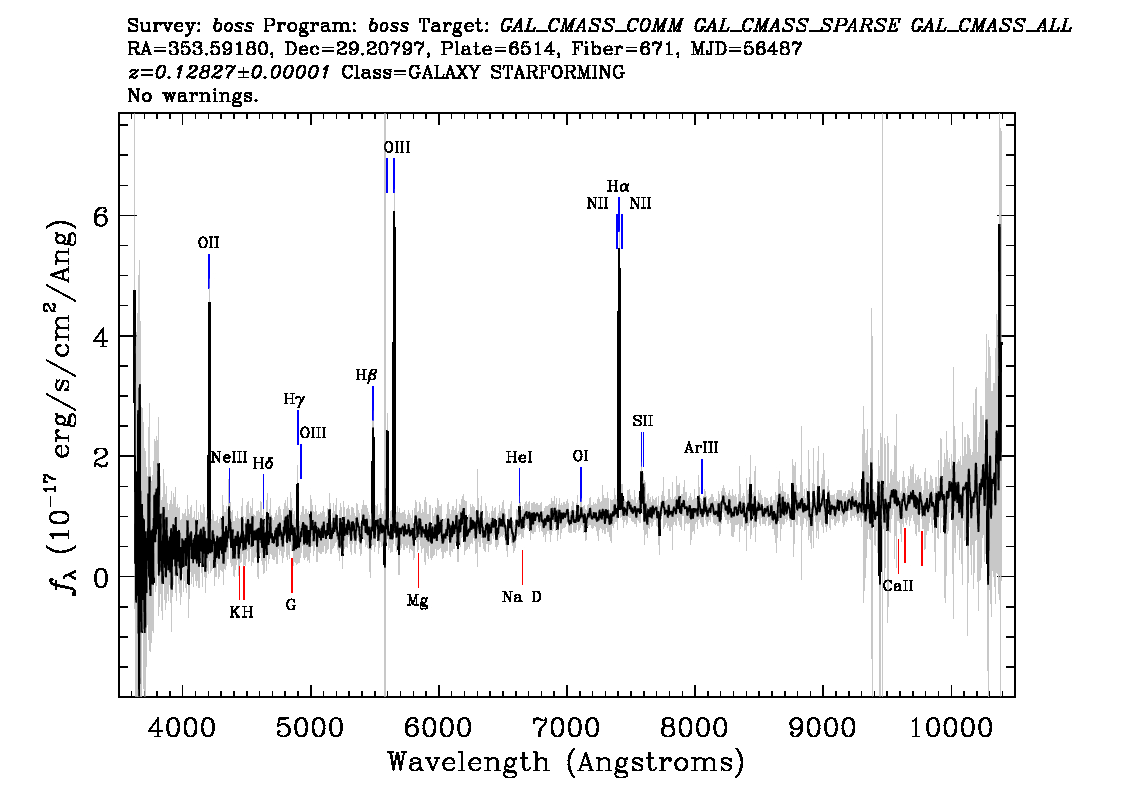 Survey: boss Program: boss Target: GAL_CMASS_COMM GAL_CMASS_SPARSE GAL_CMASS_ALL
RA=353.59180, Dec=29.20797, Plate=6514, Fiber=671, MJD=56487
z=0.12827±0.00001 Class=GALAXY STARFORMING
No warnings.
OIII
Hα
NII NII
OII
Hβ
Hγ
OIII
SII
ArIII
NeIII Hδ
HeI
OI
6
4
2
0
fλ (10⁻¹⁷ erg/s/cm²/Ang)
KH
G
Mg
Na D
CaII
4000 5000 6000 7000 8000 9000 10000
Wavelength (Angstroms)